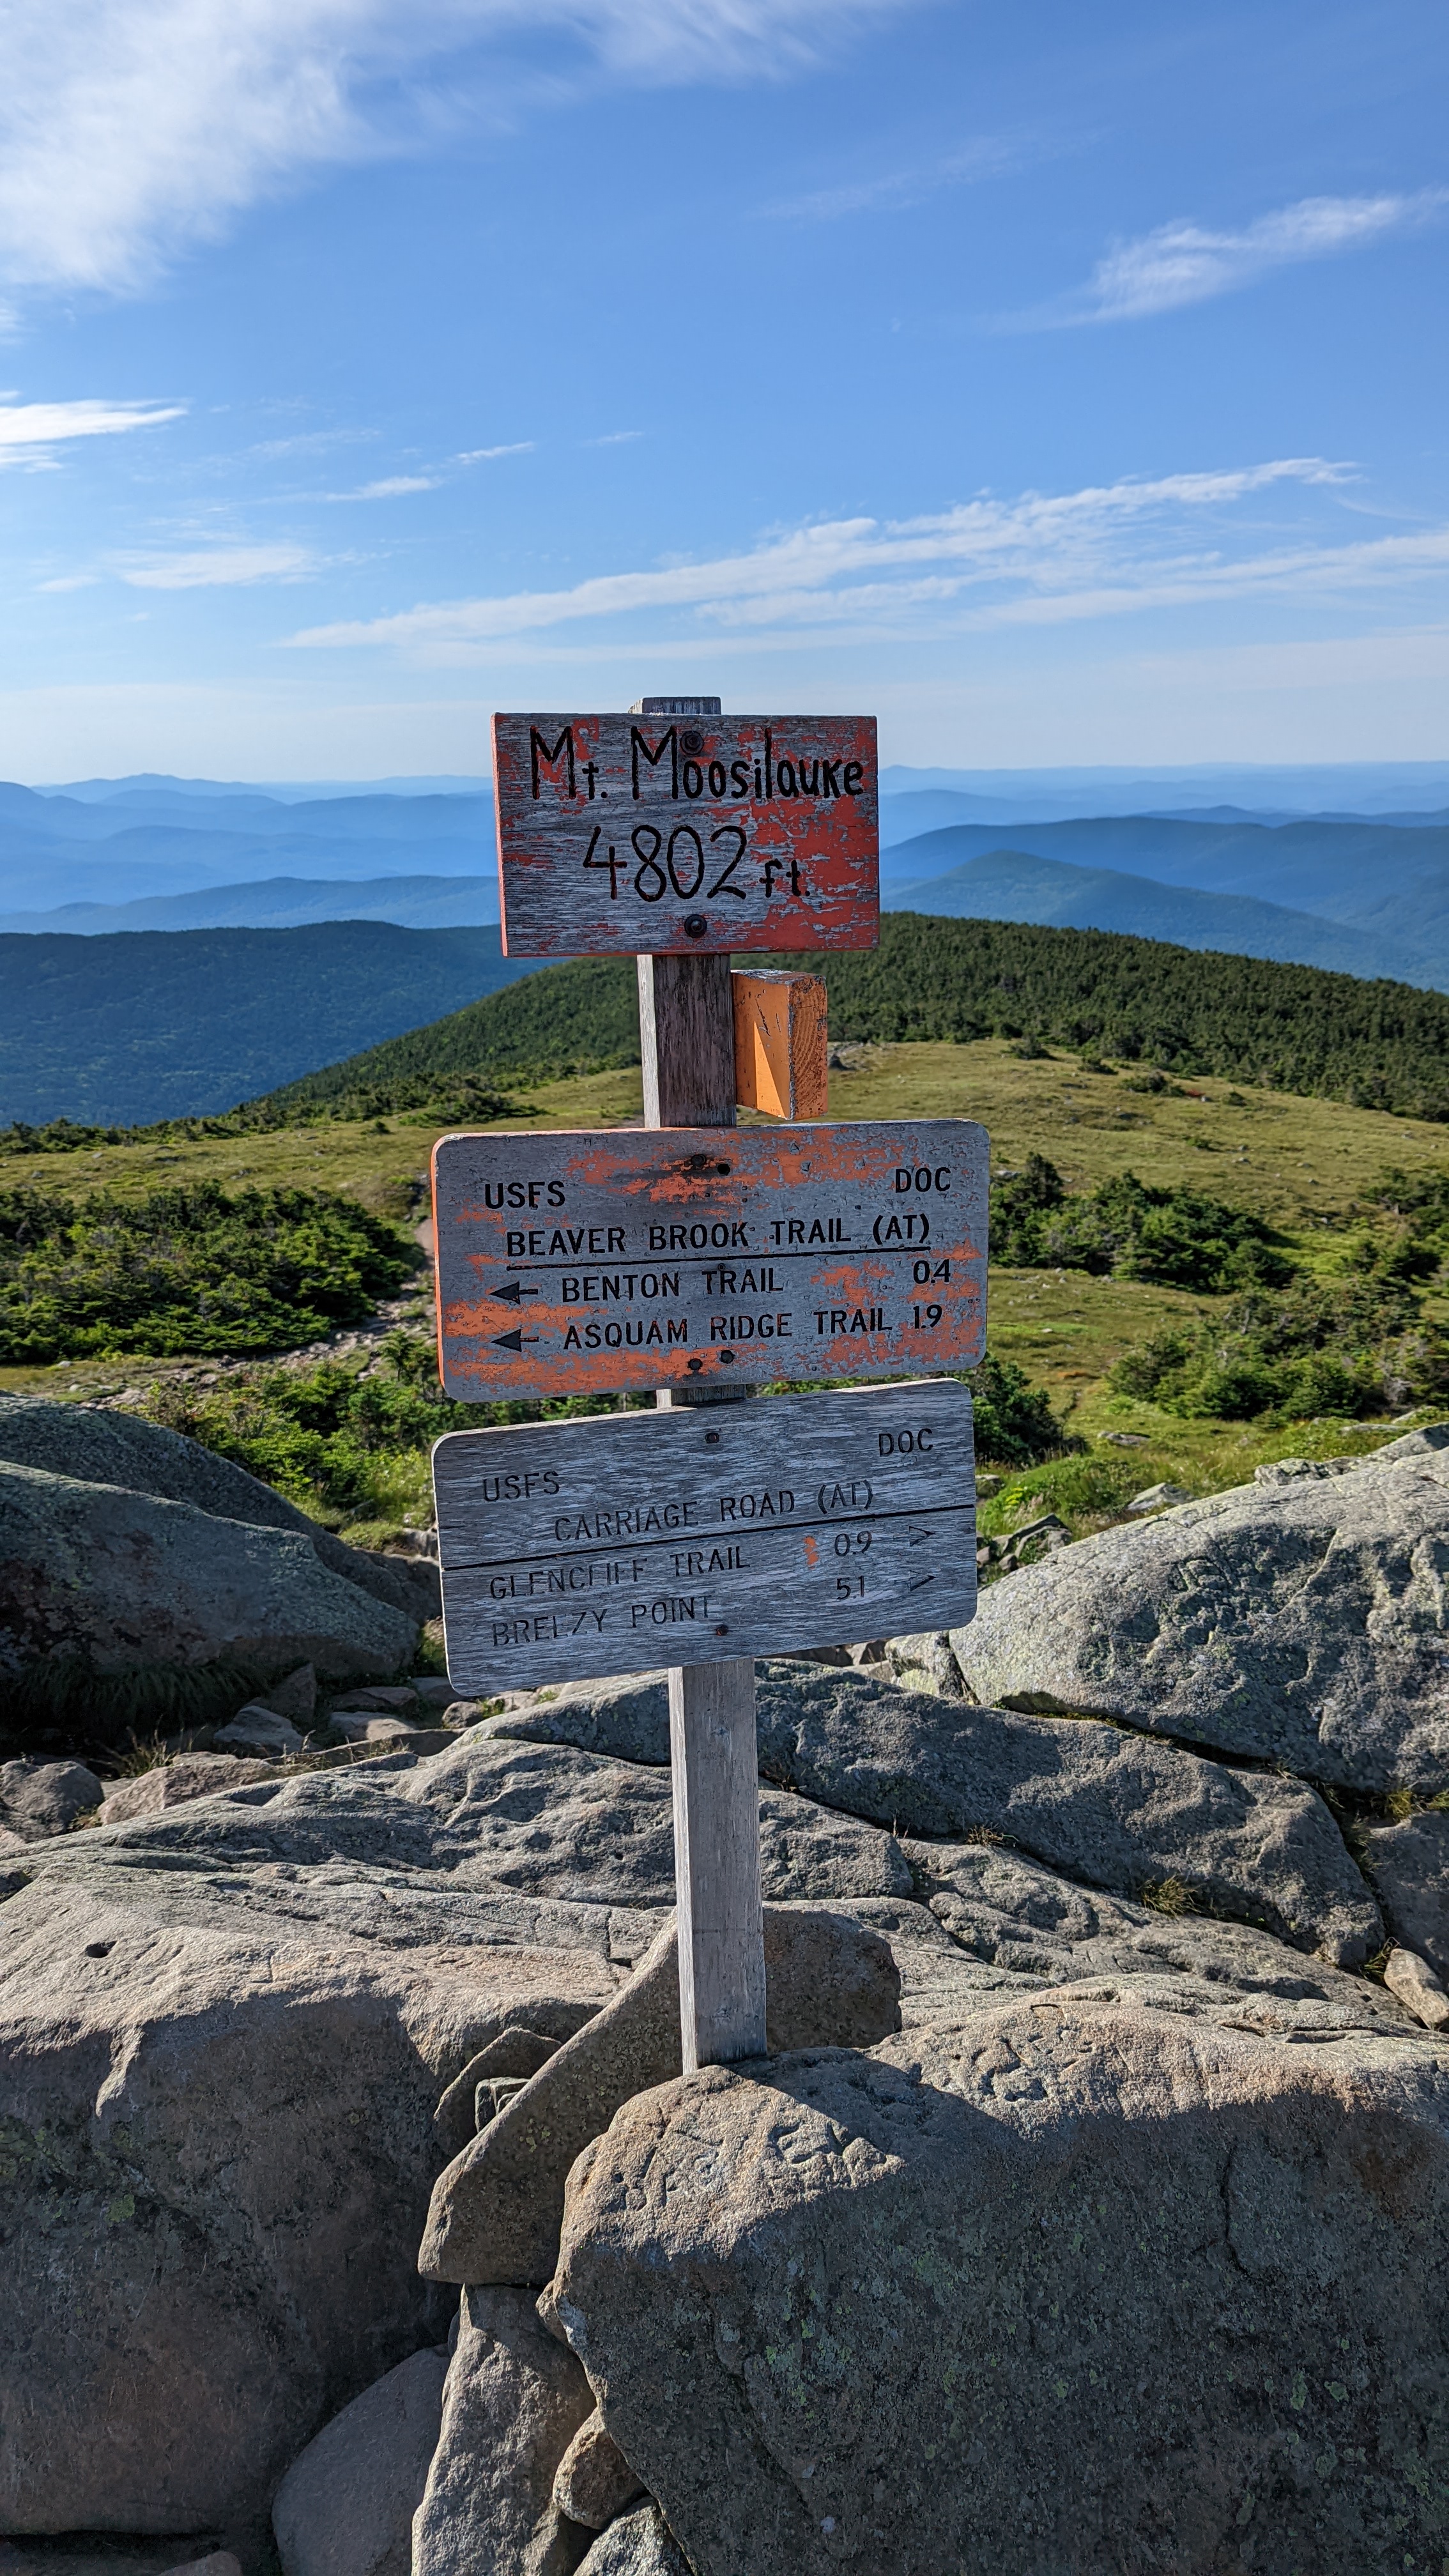 Mt. Moosilauke
4802 ft.
USFS DOC
BEAVER BROOK TRAIL (AT)
← BENTON TRAIL 0.4
← ASQUAM RIDGE TRAIL 1.9
USFS DOC
CARRIAGE ROAD (AT)
GLENCLIFF TRAIL 0.9
BREEZY POINT 5.1